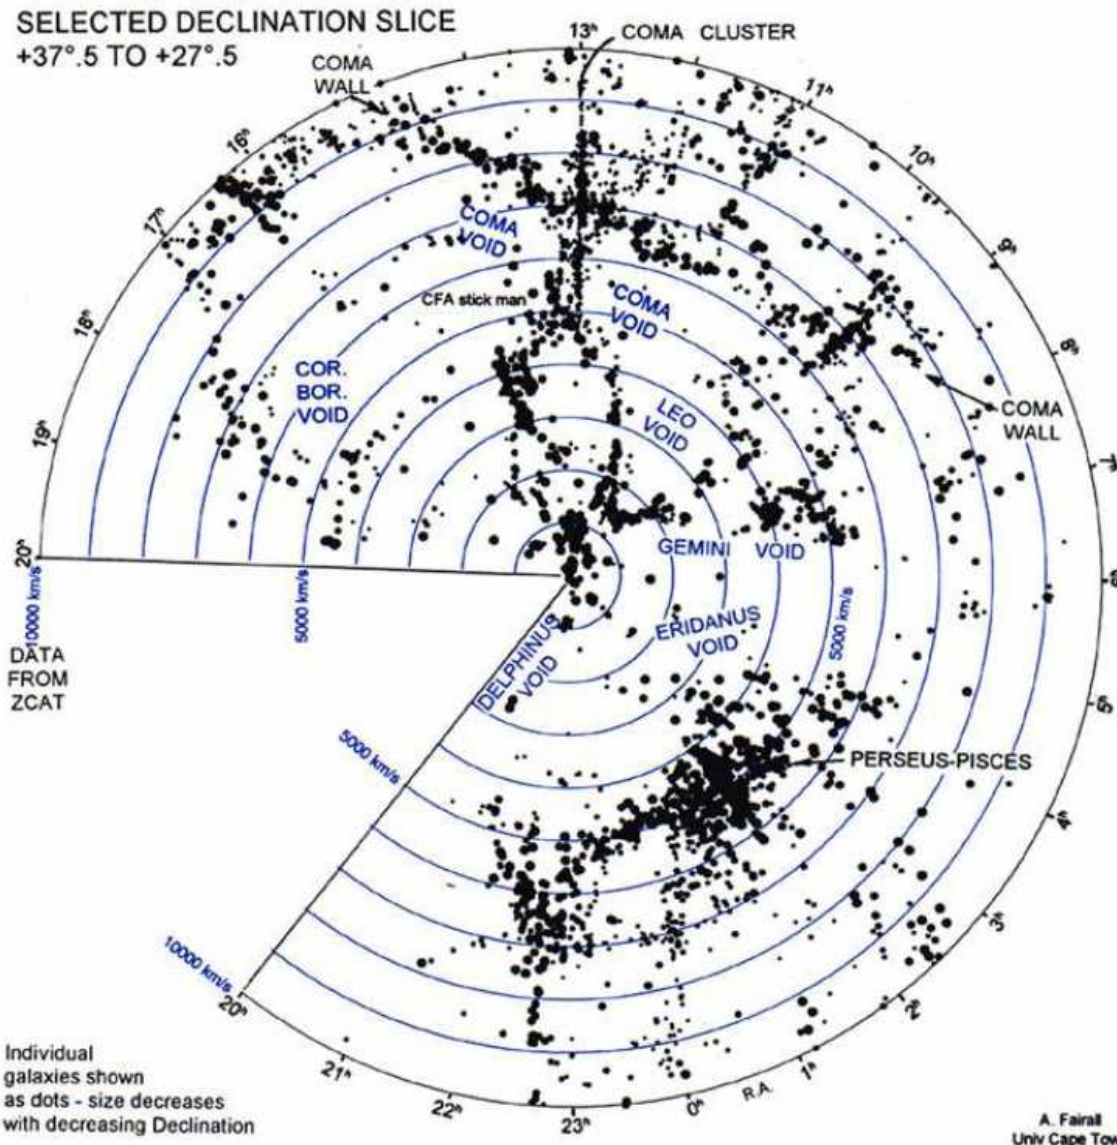 SELECTED DECLINATION SLICE
+37°.5 TO +27°.5
COMA
WALL
13ʰ
COMA CLUSTER
11ʰ
10ʰ
9ʰ
8ʰ
16ʰ
17ʰ
18ʰ
19ʰ
20ʰ
COMA
VOID
CFA stick man
COMA
VOID
COR.
BOR.
VOID
LEO
VOID
COMA
WALL
GEMINI VOID
10000 km/s
5000 km/s
ERIDANUS
VOID
5000 km/s
DELPHINUS
VOID
DATA
FROM
ZCAT
5000 km/s
PERSEUS-PISCES
5ʰ
4ʰ
3ʰ
2ʰ
1ʰ
R.A.
0ʰ
23ʰ
22ʰ
21ʰ
20ʰ
10000 km/s
Individual
galaxies shown
as dots - size decreases
with decreasing Declination
A. Fairall
Univ Cape Tow